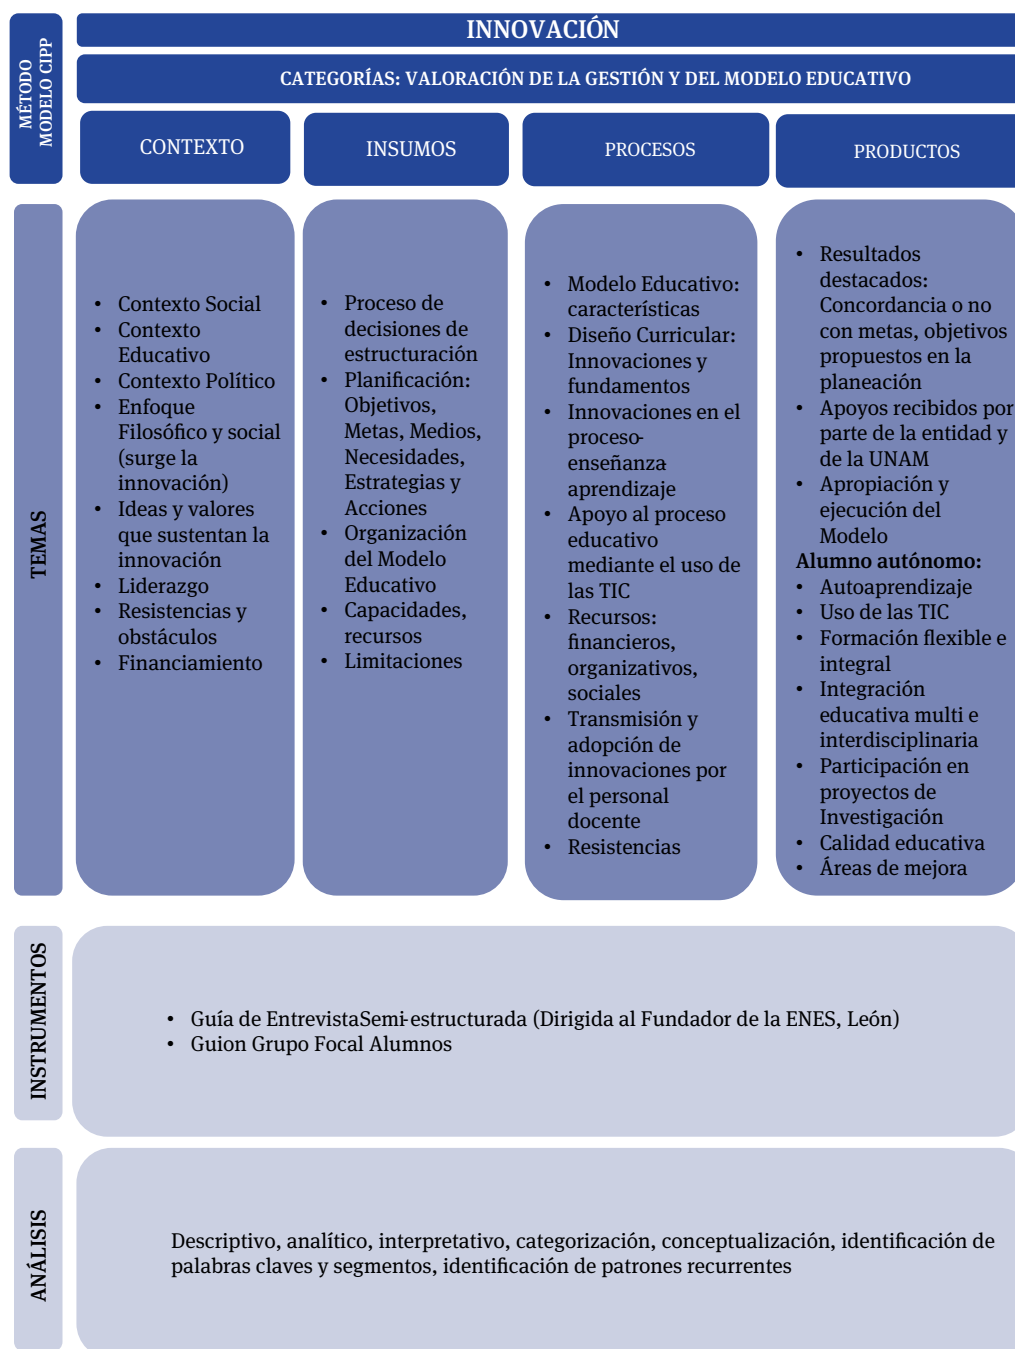 MÉTODO
MODELO CIPP
INNOVACIÓN
CATEGORÍAS: VALORACIÓN DE LA GESTIÓN Y DEL MODELO EDUCATIVO
CONTEXTO
INSUMOS
PROCESOS
PRODUCTOS
TEMAS
• Contexto Social
• Contexto
Educativo
• Contexto Político
• Enfoque
Filosófico y social
(surge la
innovación)
• Ideas y valores
que sustentan la
innovación
• Liderazgo
• Resistencias y
obstáculos
• Financiamiento
• Proceso de
decisiones de
estructuración
• Planificación:
Objetivos,
Metas, Medios,
Necesidades,
Estrategias y
Acciones
• Organización
del Modelo
Educativo
• Capacidades,
recursos
• Limitaciones
• Modelo Educativo:
características
• Diseño Curricular:
Innovaciones y
fundamentos
• Innovaciones en el
proceso-
enseñanza-
aprendizaje
• Apoyo al proceso
educativo
mediante el uso de
las TIC
• Recursos:
financieros,
organizativos,
sociales
• Transmisión y
adopción de
innovaciones por
el personal
docente
• Resistencias
• Resultados
destacados:
Concordancia o no
con metas, objetivos
propuestos en la
planeación
• Apoyos recibidos por
parte de la entidad y
de la UNAM
• Apropiación y
ejecución del
Modelo
Alumno autónomo:
• Autoaprendizaje
• Uso de las TIC
• Formación flexible e
integral
• Integración
educativa multi e
interdisciplinaria
• Participación en
proyectos de
Investigación
• Calidad educativa
• Áreas de mejora
INSTRUMENTOS
• Guía de EntrevistaSemi-estructurada (Dirigida al Fundador de la ENES, León)
• Guion Grupo Focal Alumnos
ANÁLISIS
Descriptivo, analítico, interpretativo, categorización, conceptualización, identificación de
palabras claves y segmentos, identificación de patrones recurrentes